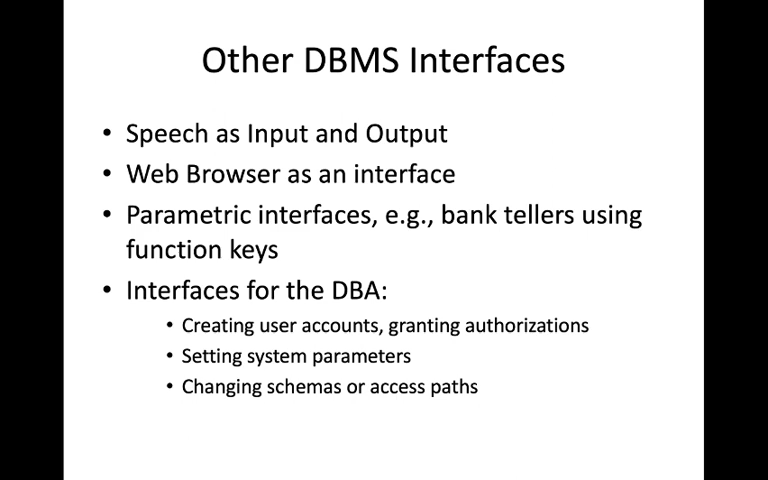 Other DBMS Interfaces
• Speech as Input and Output
• Web Browser as an interface
• Parametric interfaces, e.g., bank tellers using
function keys
• Interfaces for the DBA:
• Creating user accounts, granting authorizations
• Setting system parameters
• Changing schemas or access paths